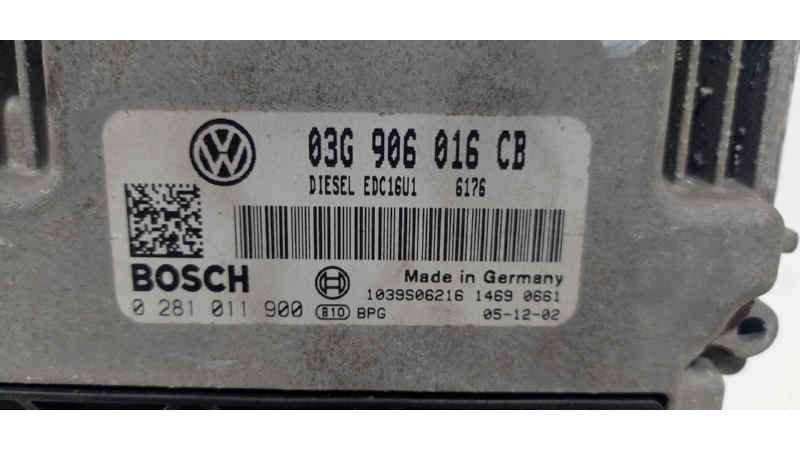 03G 906 016 CB
DIESEL EDC16U1 6176
BOSCH
Made in Germany
1039S06216 1469 0661
0 281 011 900 810 BPG 05-12-02